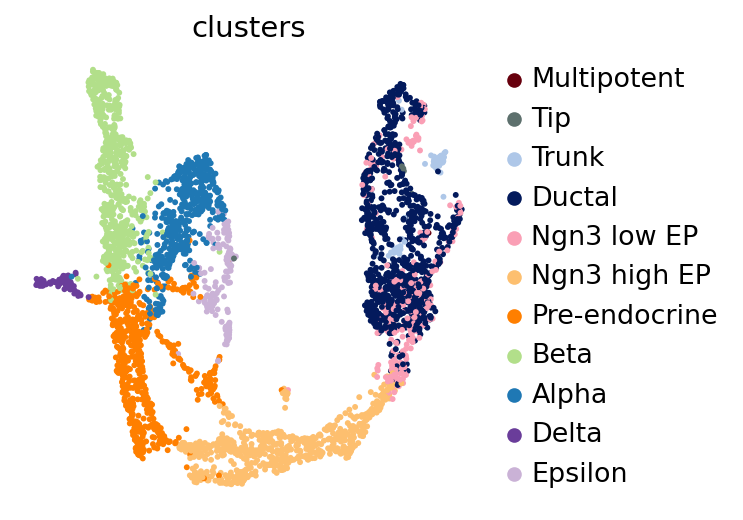 clusters
Multipotent
Tip
Trunk
Ductal
Ngn3 low EP
Ngn3 high EP
Pre-endocrine
Beta
Alpha
Delta
Epsilon